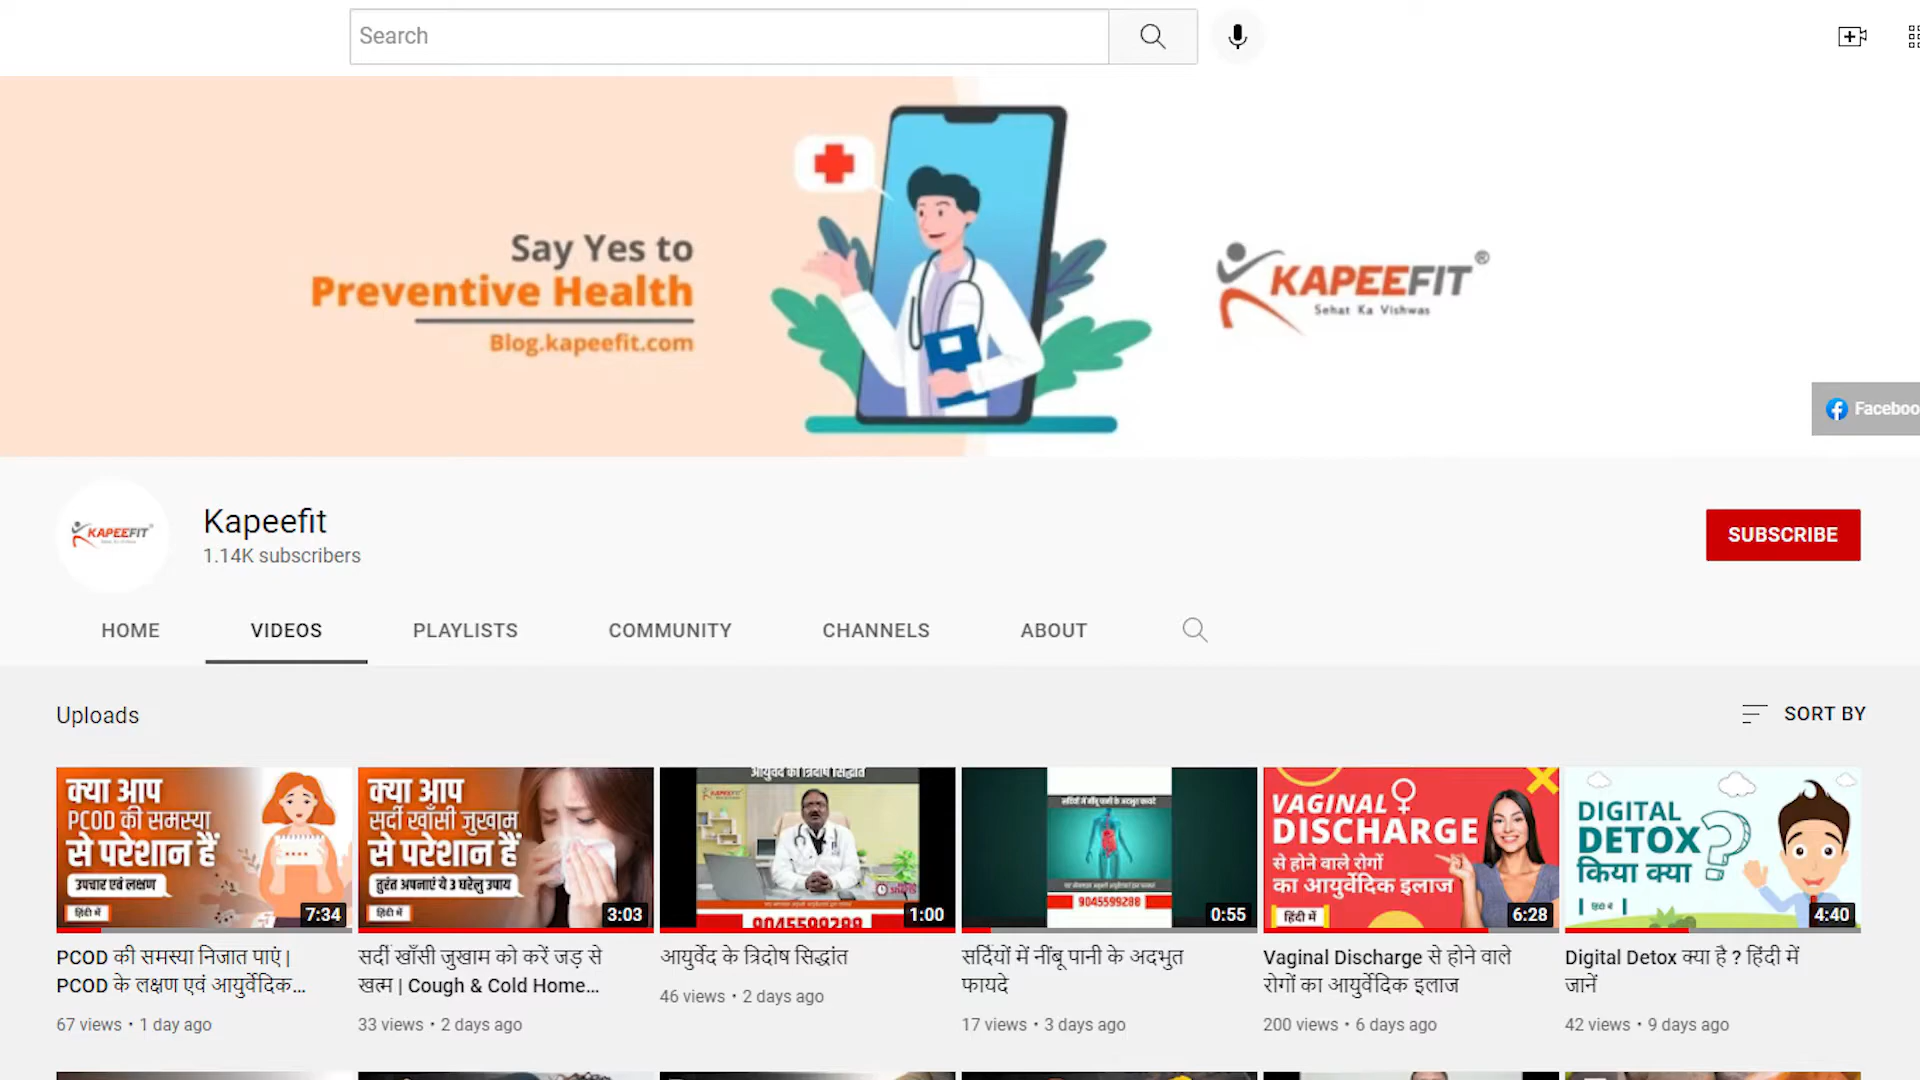 Search
Say Yes to
Preventive Health
Blog.kapeefit.com
KAPEEFIT®
Sehat Ka Vishwas
Faceboo
KAPEEFIT
Kapeefit
1.14K subscribers
SUBSCRIBE
HOME
VIDEOS
PLAYLISTS
COMMUNITY
CHANNELS
ABOUT
Uploads
SORT BY
क्या आप
PCOD की समस्या
से परेशान हैं
उपचार एवं लक्षण
हिंदी में
7:34
क्या आप
सर्दी खाँसी जुखाम
से परेशान हैं
तुरंत अपनाएं ये 3 घरेलु उपाय
हिंदी में
3:03
आयुर्वेद का त्रिदोष सिद्धांत
9045599299
1:00
सर्दियों में नींबू पानी के अदभुत फायदे
9045599288
0:55
VAGINAL
DISCHARGE
से होने वाले रोगों
का आयुर्वेदिक इलाज
हिंदी में
6:28
DIGITAL
DETOX
किया क्या
हिंदी में
4:40
PCOD की समस्या निजात पाएं |
PCOD के लक्षण एवं आयुर्वेदिक...
67 views • 1 day ago
सर्दी खाँसी जुखाम को करें जड़ से
खत्म | Cough & Cold Home...
33 views • 2 days ago
आयुर्वेद के त्रिदोष सिद्धांत
46 views • 2 days ago
सर्दियों में नींबू पानी के अदभुत
फायदे
17 views • 3 days ago
Vaginal Discharge से होने वाले
रोगों का आयुर्वेदिक इलाज
200 views • 6 days ago
Digital Detox क्या है ? हिंदी में
जानें
42 views • 9 days ago